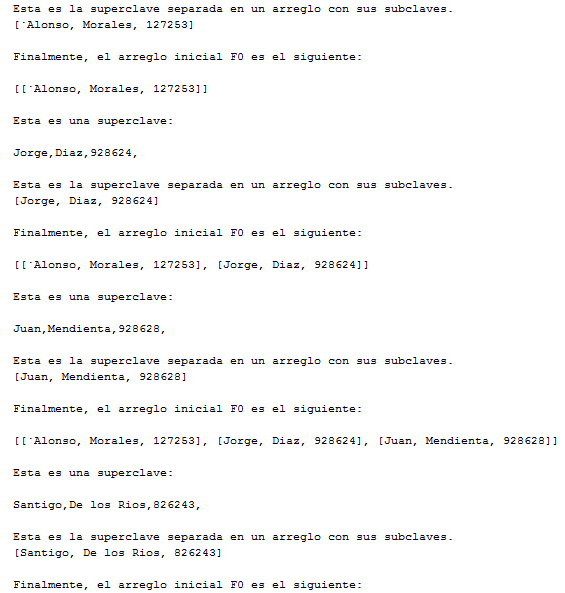 Esta es la superclave separada en un arreglo con sus subclaves.
[˙Alonso, Morales, 127253]
Finalmente, el arreglo inicial F0 es el siguiente:
[[˙Alonso, Morales, 127253]]
Esta es una superclave:
Jorge,Diaz,928624,
Esta es la superclave separada en un arreglo con sus subclaves.
[Jorge, Diaz, 928624]
Finalmente, el arreglo inicial F0 es el siguiente:
[[˙Alonso, Morales, 127253], [Jorge, Diaz, 928624]]
Esta es una superclave:
Juan,Mendienta,928628,
Esta es la superclave separada en un arreglo con sus subclaves.
[Juan, Mendienta, 928628]
Finalmente, el arreglo inicial F0 es el siguiente:
[[˙Alonso, Morales, 127253], [Jorge, Diaz, 928624], [Juan, Mendienta, 928628]]
Esta es una superclave:
Santigo,De los Rios,826243,
Esta es la superclave separada en un arreglo con sus subclaves.
[Santigo, De los Rios, 826243]
Finalmente, el arreglo inicial F0 es el siguiente: